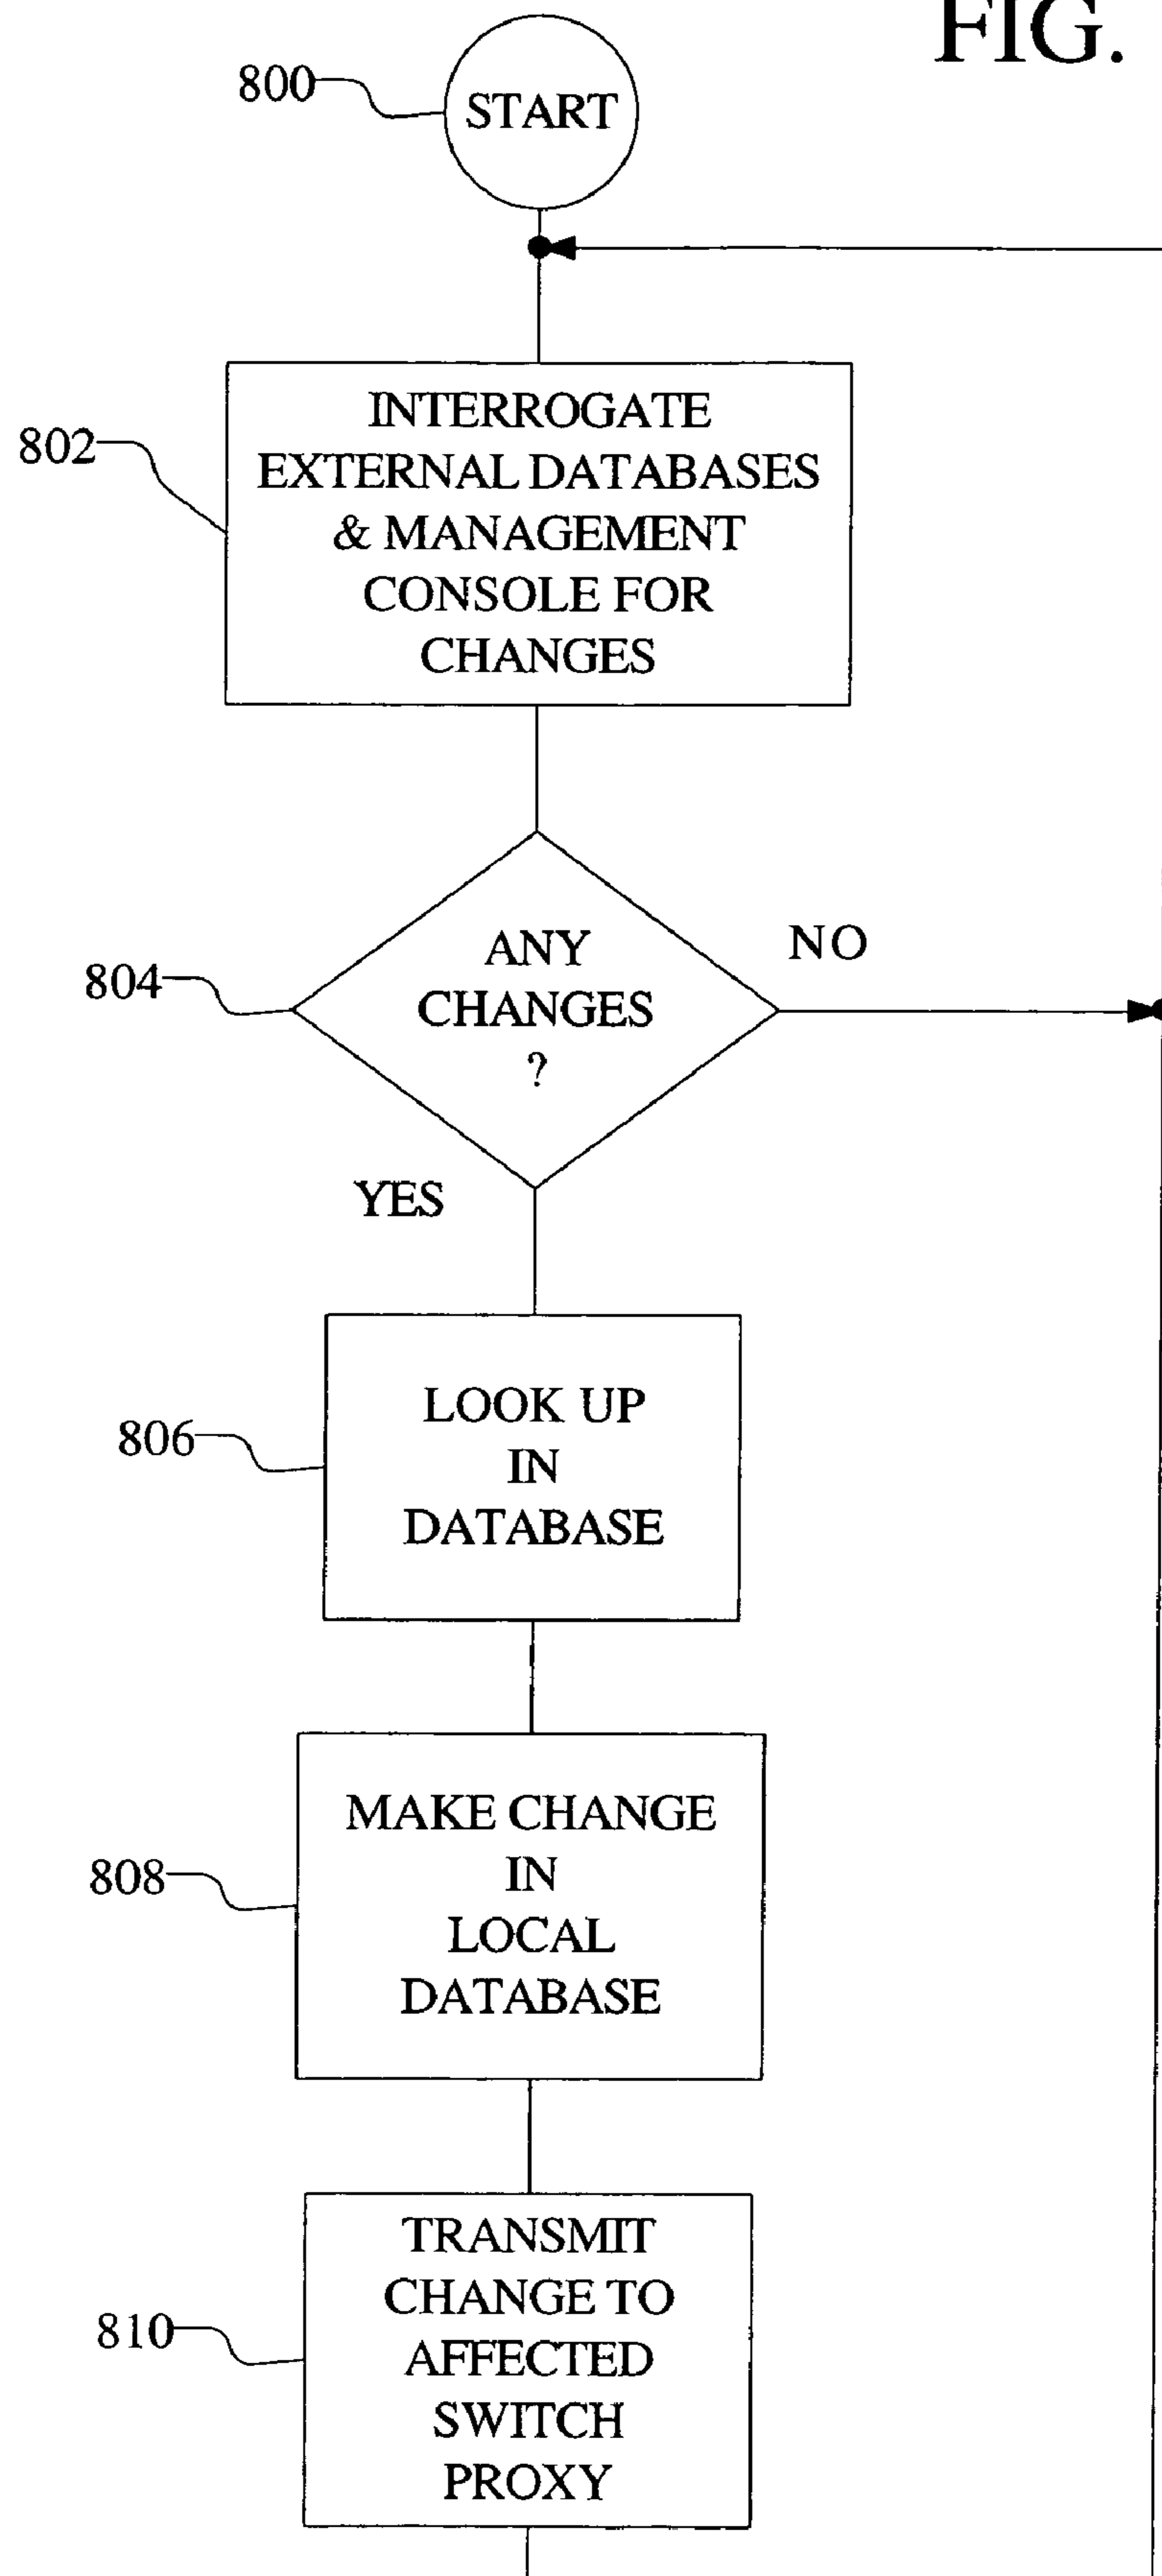 FIG.
800
START
802
INTERROGATE
EXTERNAL DATABASES
& MANAGEMENT
CONSOLE FOR
CHANGES
804
ANY
CHANGES
?
NO
YES
806
LOOK UP
IN
DATABASE
808
MAKE CHANGE
IN
LOCAL
DATABASE
810
TRANSMIT
CHANGE TO
AFFECTED
SWITCH
PROXY